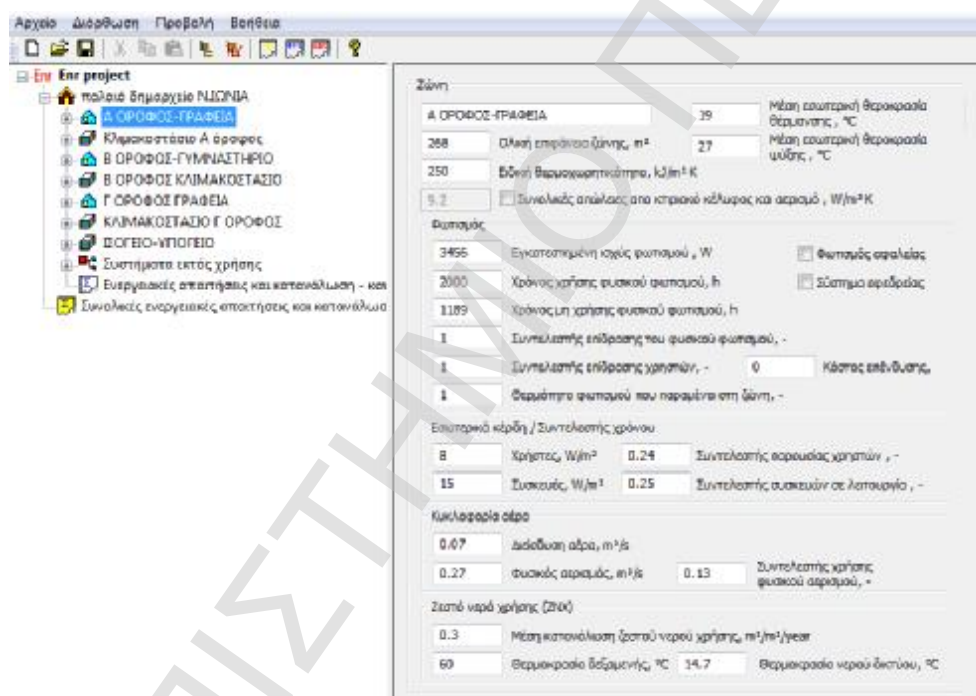 Αρχείο Διόρθωση Προβολή Βοήθεια
Enr project
παλαιό δημαρχείο Ν.ΙΩΝΙΑ
Α ΟΡΟΦΟΣ-ΓΡΑΦΕΙΑ
Κλιμακοστάσιο Α όροφος
Β ΟΡΟΦΟΣ-ΓΥΜΝΑΣΤΗΡΙΟ
Β ΟΡΟΦΟΣ ΚΛΙΜΑΚΟΣΤΑΣΙΟ
Γ ΟΡΟΦΟΣ ΓΡΑΦΕΙΑ
ΚΛΙΜΑΚΟΣΤΑΣΙΟ Γ ΟΡΟΦΟΣ
ΙΣΟΓΕΙΟ-ΥΠΟΓΕΙΟ
Συστήματα εκτός χρήσης
Ενεργειακές απαιτήσεις και κατανάλωση - κα
Συνολικές ενεργειακές απαιτήσεις και κατανάλω
Ζώνη
Α ΟΡΟΦΟΣ-ΓΡΑΦΕΙΑ 19 Μέση εσωτερική θερμοκρασία θέρμανσης , °C
268 Ολική επιφάνεια ζώνης, m² 27 Μέση εσωτερική θερμοκρασία ψύξης , °C
250 Ειδική θερμοχωρητικότητα, kJ/m² K
9.2 Συνολικές απώλειες απο κτιριακό κέλυφος και αερισμό , W/m² K
Φωτισμός
3456 Εγκατεστημένη ισχύς φωτισμού , W Φωτισμός ασφαλείας
2000 Χρόνος χρήσης φυσικού φωτισμού, h Σύστημα εφεδρείας
1189 Χρόνος μη χρήσης φυσικού φωτισμού, h
1 Συντελεστής επίδρασης του φυσικού φωτισμού, -
1 Συντελεστής επίδρασης χρηστών, - 0 Κόστος επένδυσης,
1 Θερμότητα φωτισμού που παραμένει στη ζώνη, -
Εσωτερικά κέρδη / Συντελεστής χρόνου
8 Χρήστες, W/m² 0.24 Συντελεστής παρουσίας χρηστών , -
15 Συσκευές, W/m² 0.25 Συντελεστής συσκευών σε λειτουργία , -
Κυκλοφορία αέρα
0.07 Διείσδυση αέρα, m³/s
0.27 Φυσικός αερισμός, m³/s 0.13 Συντελεστής χρήσης φυσικού αερισμού, -
Ζεστό νερό χρήσης (ΖΝΧ)
0.3 Μέση κατανάλωση ζεστού νερού χρήσης, m³/m²/year
60 Θερμοκρασία δεξαμενής, °C 14.7 Θερμοκρασία νερού δικτύου, °C